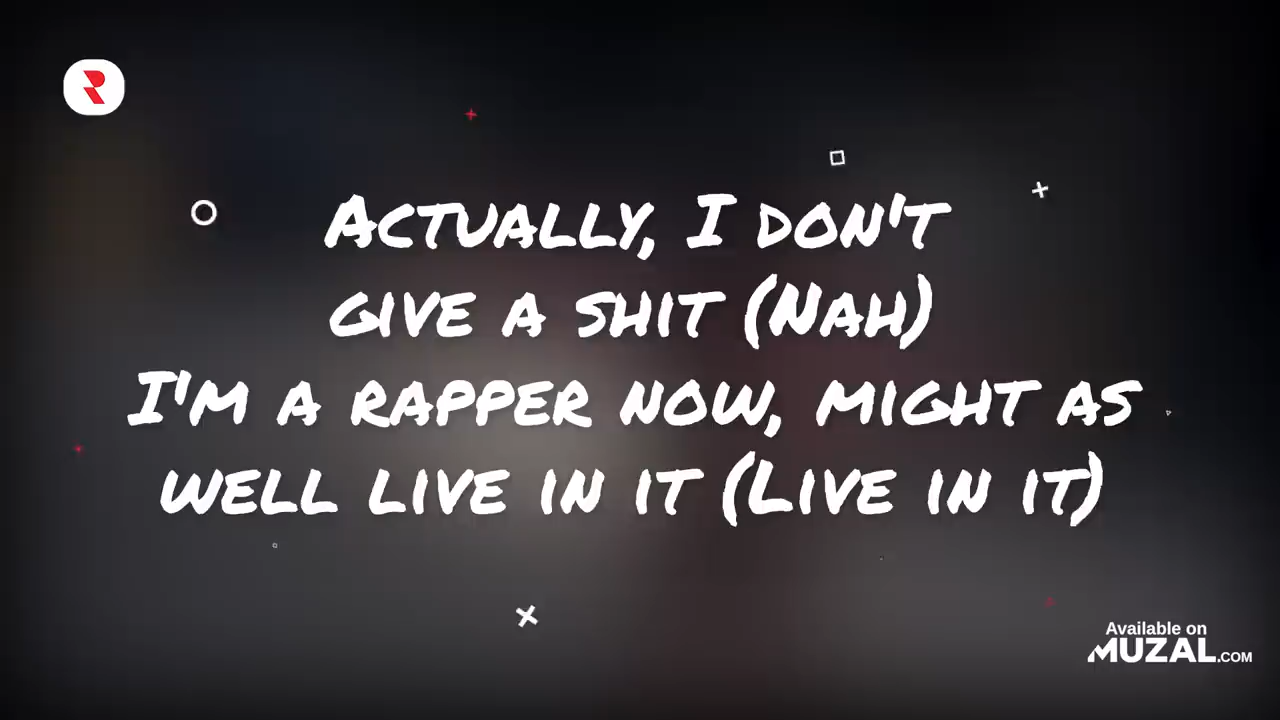 Actually, I don't
give a shit (Nah)
I'm a rapper now, might as
well live in it (Live in it)
Available on
MUZAL.COM